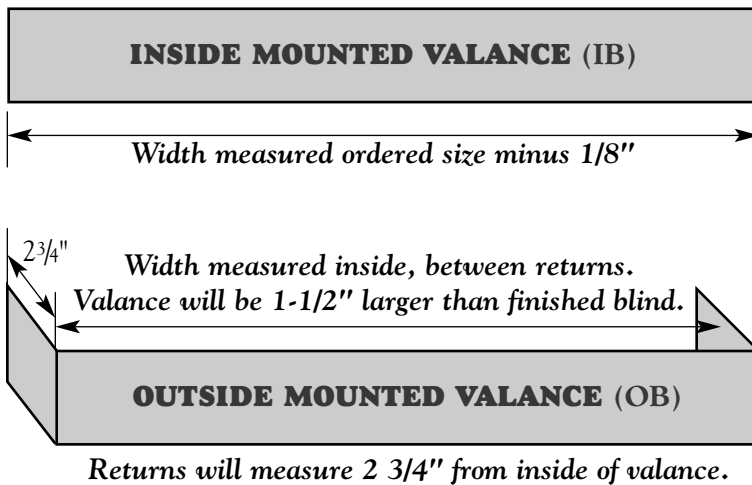 INSIDE MOUNTED VALANCE (IB)
Width measured ordered size minus 1/8"
2 3/4"
Width measured inside, between returns.
Valance will be 1-1/2" larger than finished blind.
OUTSIDE MOUNTED VALANCE (OB)
Returns will measure 2 3/4" from inside of valance.